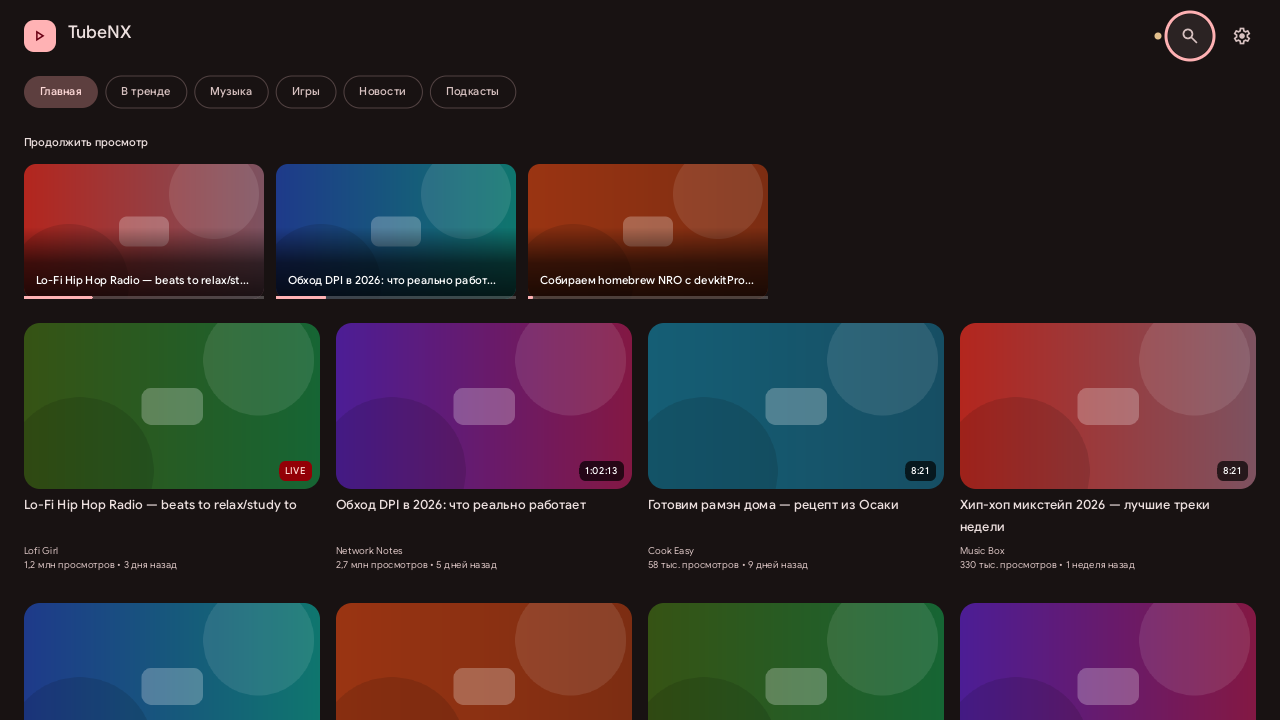 TubeNX
Главная
В тренде
Музыка
Игры
Новости
Подкасты
Продолжить просмотр
Lo-Fi Hip Hop Radio — beats to relax/st...
Обход DPI в 2026: что реально работ...
Собираем homebrew NRO с devkitPro...
LIVE
1:02:13
8:21
8:21
Lo-Fi Hip Hop Radio — beats to relax/study to
Обход DPI в 2026: что реально работает
Готовим рамэн дома — рецепт из Осаки
Хип-хоп микстейп 2026 — лучшие треки
недели
Lofi Girl
Network Notes
Cook Easy
Music Box
1,2 млн просмотров • 3 дня назад
2,7 млн просмотров • 5 дней назад
58 тыс. просмотров • 9 дней назад
330 тыс. просмотров • 1 неделя назад